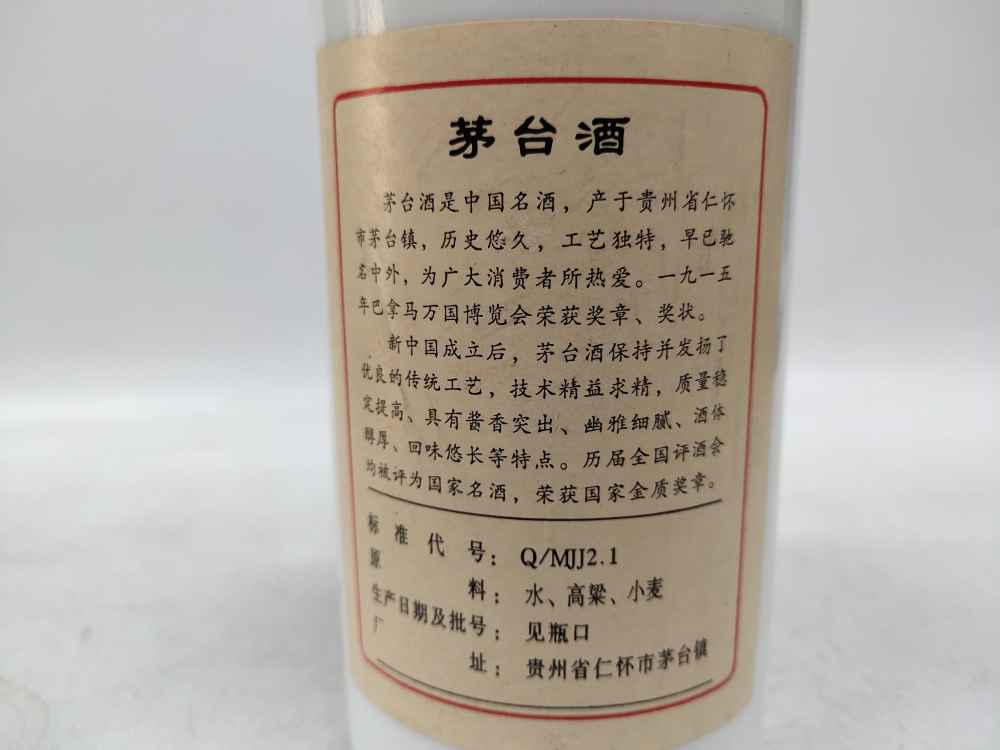 茅台酒
茅台酒是中国名酒，产于贵州省仁怀
市茅台镇，历史悠久，工艺独特，早已驰
名中外，为广大消费者所热爱。一九一五
年巴拿马万国博览会荣获奖章、奖状。
新中国成立后，茅台酒保持并发扬了
优良的传统工艺，技术精益求精，质量稳
定提高、具有酱香突出、幽雅细腻、酒体
醇厚、回味悠长等特点。历届全国评酒会
均被评为国家名酒，荣获国家金质奖章。
标准代号：Q/MJJ2.1
原料：水、高粱、小麦
生产日期及批号：见瓶口
厂址：贵州省仁怀市茅台镇